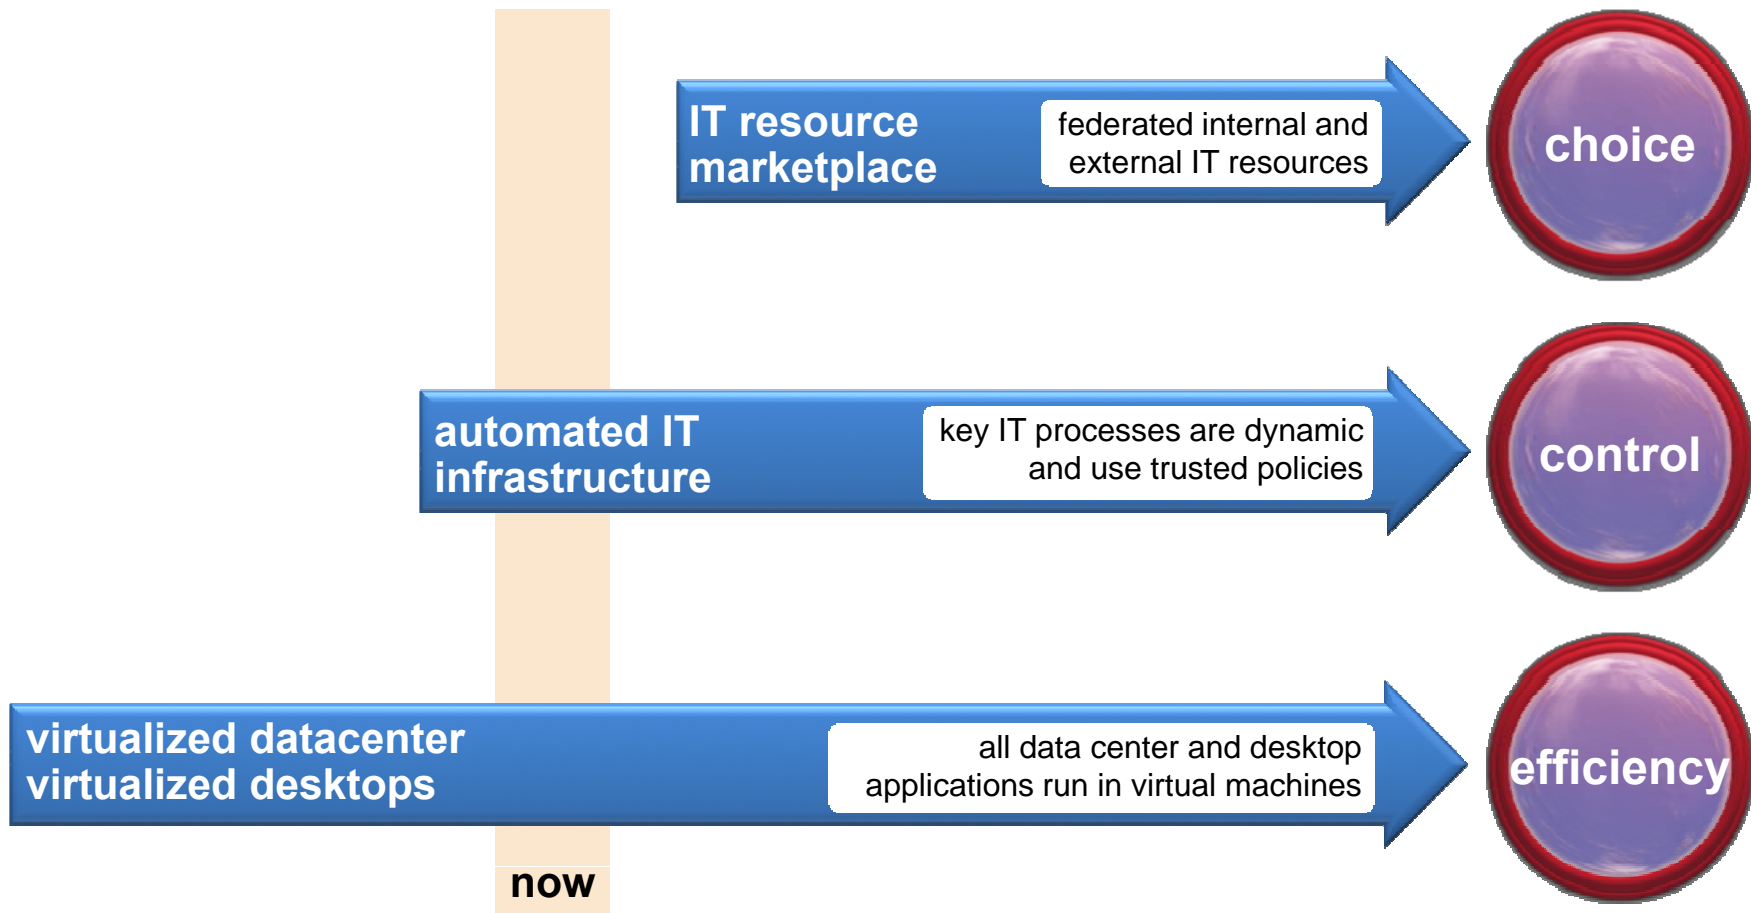 IT resource
marketplace
federated internal and
external IT resources
choice
automated IT
infrastructure
key IT processes are dynamic
and use trusted policies
control
virtualized datacenter
virtualized desktops
all data center and desktop
applications run in virtual machines
efficiency
now